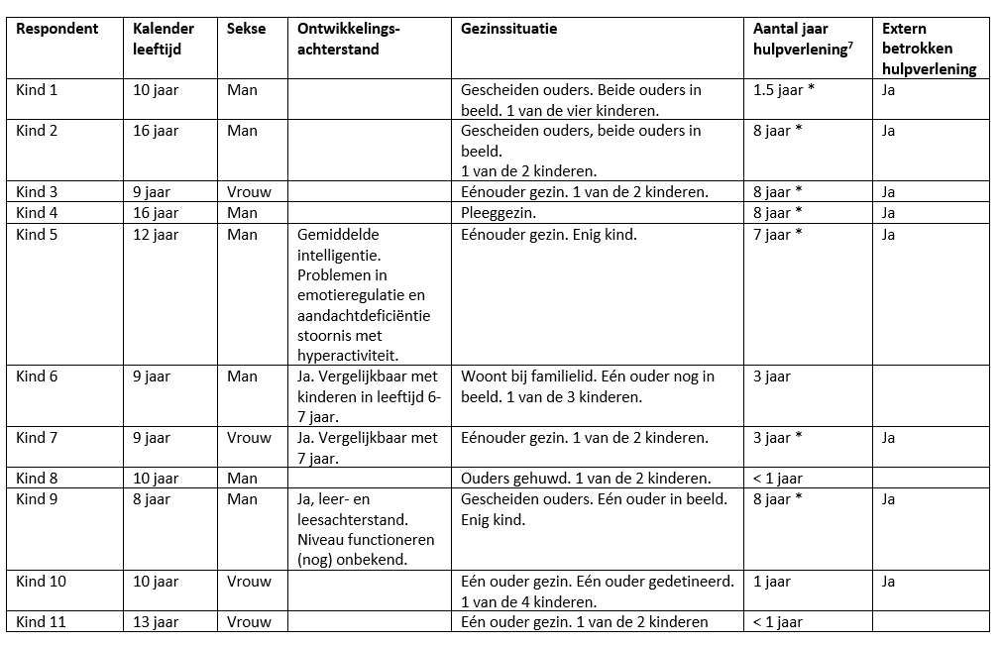 Respondent Kalender leeftijd Sekse Ontwikkelings- achterstand Gezinssituatie Aantal jaar hulpverlening7 Extern betrokken hulpverlening
Kind 1 10 jaar Man Gescheiden ouders. Beide ouders in beeld. 1 van de vier kinderen. 1.5 jaar * Ja
Kind 2 16 jaar Man Gescheiden ouders, beide ouders in beeld. 1 van de 2 kinderen. 8 jaar * Ja
Kind 3 9 jaar Vrouw Eénouder gezin. 1 van de 2 kinderen. 8 jaar * Ja
Kind 4 16 jaar Man Pleeggezin. 8 jaar * Ja
Kind 5 12 jaar Man Gemiddelde intelligentie. Problemen in emotieregulatie en aandachtdeficiëntie stoornis met hyperactiviteit. Eénouder gezin. Enig kind. 7 jaar * Ja
Kind 6 9 jaar Man Ja. Vergelijkbaar met kinderen in leeftijd 6-7 jaar. Woont bij familielid. Eén ouder nog in beeld. 1 van de 3 kinderen. 3 jaar
Kind 7 9 jaar Vrouw Ja. Vergelijkbaar met 7 jaar. Eénouder gezin. 1 van de 2 kinderen. 3 jaar * Ja
Kind 8 10 jaar Man Ouders gehuwd. 1 van de 2 kinderen. < 1 jaar
Kind 9 8 jaar Man Ja, leer- en leesachterstand. Niveau functioneren (nog) onbekend. Gescheiden ouders. Eén ouder in beeld. Enig kind. 8 jaar * Ja
Kind 10 10 jaar Vrouw Eén ouder gezin. Eén ouder gedetineerd. 1 van de 4 kinderen. 1 jaar Ja
Kind 11 13 jaar Vrouw Eén ouder gezin. 1 van de 2 kinderen < 1 jaar